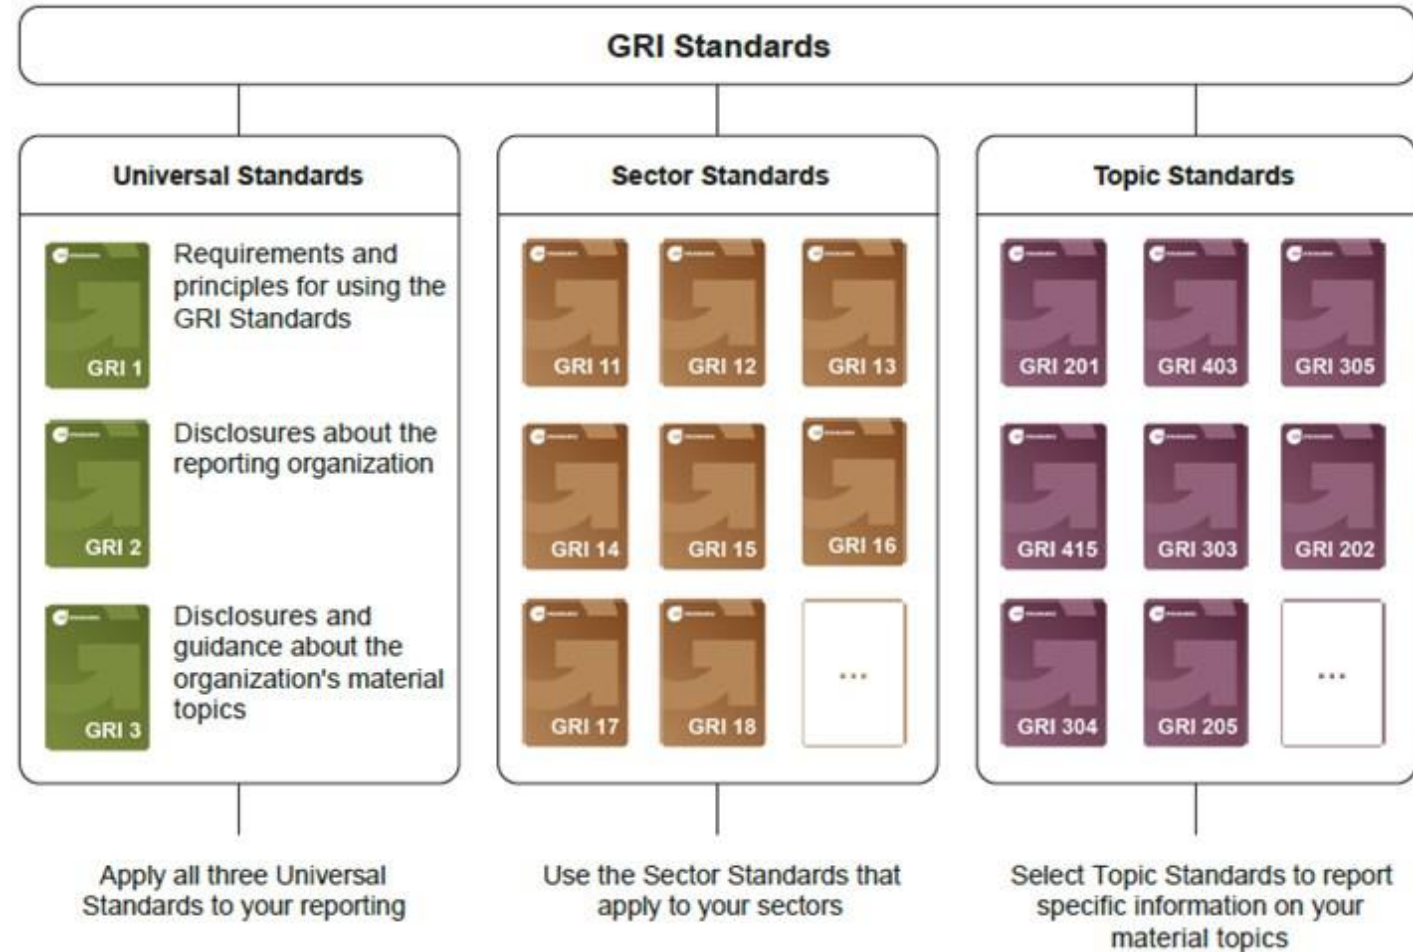 GRI Standards
Universal Standards
GRI 1
Requirements and
principles for using the
GRI Standards
GRI 2
Disclosures about the
reporting organization
GRI 3
Disclosures and
guidance about the
organization's material
topics
Apply all three Universal
Standards to your reporting
Sector Standards
GRI 11
GRI 12
GRI 13
GRI 14
GRI 15
GRI 16
GRI 17
GRI 18
...
Use the Sector Standards that
apply to your sectors
Topic Standards
GRI 201
GRI 403
GRI 305
GRI 415
GRI 303
GRI 202
GRI 304
GRI 205
...
Select Topic Standards to report
specific information on your
material topics